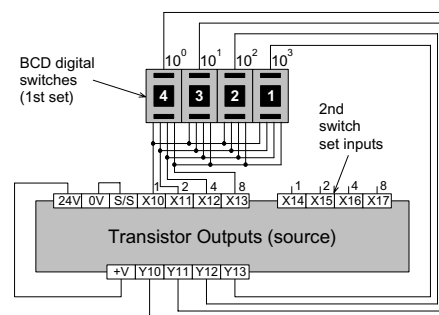 10⁰ 10¹ 10² 10³
BCD digital
switches
(1st set)
4 3 2 1
2nd
switch
set inputs
1 2 4 8 1 2 4 8
24V 0V S/S X10 X11 X12 X13 X14 X15 X16 X17
Transistor Outputs (source)
+V Y10 Y11 Y12 Y13